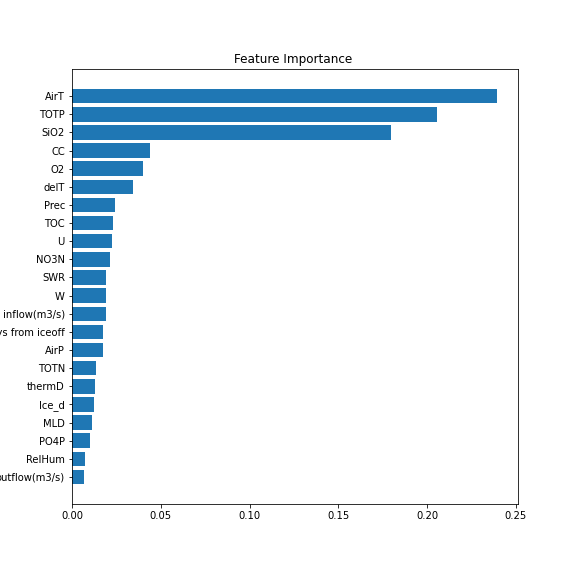 Feature Importance
AirT
TOTP
SiO2
CC
O2
delT
Prec
TOC
U
NO3N
SWR
W
inflow(m3/s)
from iceoff
AirP
TOTN
thermD
Ice_d
MLD
PO4P
RelHum
outflow(m3/s)
0.00 0.05 0.10 0.15 0.20 0.25